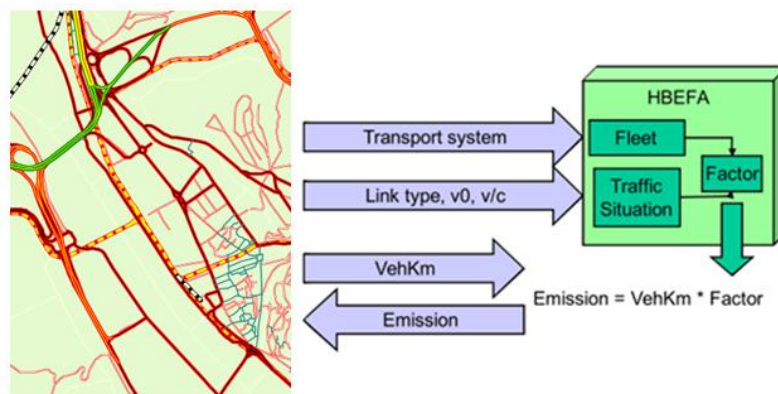 HBEFA
Transport system
Fleet
Factor
Link type, v0, v/c
Traffic
Situation
VehKm
Emission = VehKm * Factor
Emission